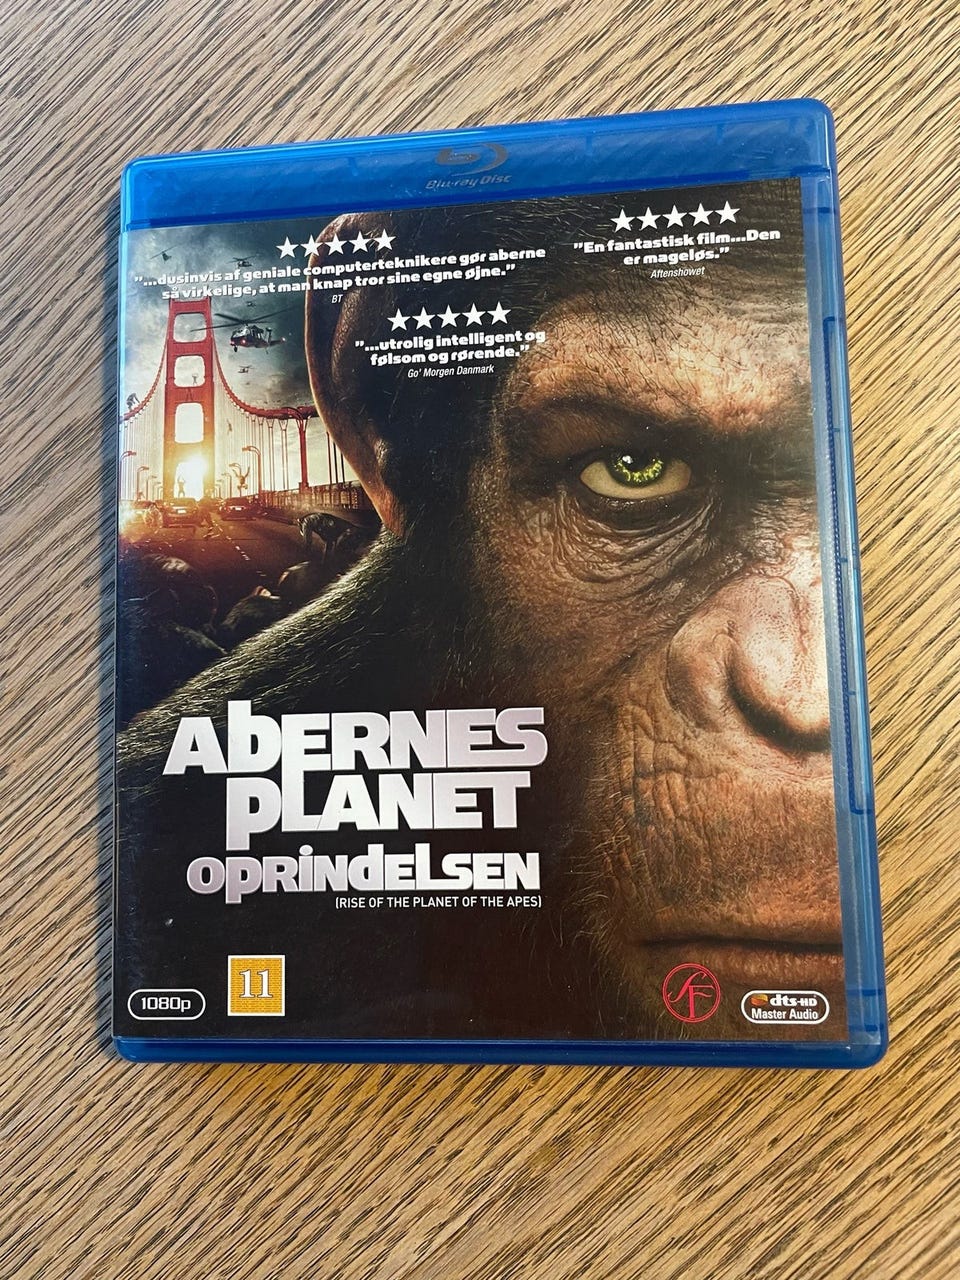 Blu-ray Disc
★★★★★
"...dusinvis af geniale computerteknikere gør aberne
så virkelige, at man knap tror sine egne øjne."
BT
★★★★★
"En fantastisk film...Den
er mageløs."
Aftenshowet
★★★★★
"...utrolig intelligent og
følsom og rørende."
Go' Morgen Danmark
AbERNES
pLANET
OpRiNdELSEN
(RISE OF THE PLANET OF THE APES)
1080p
11
SF
dts-HD
Master Audio